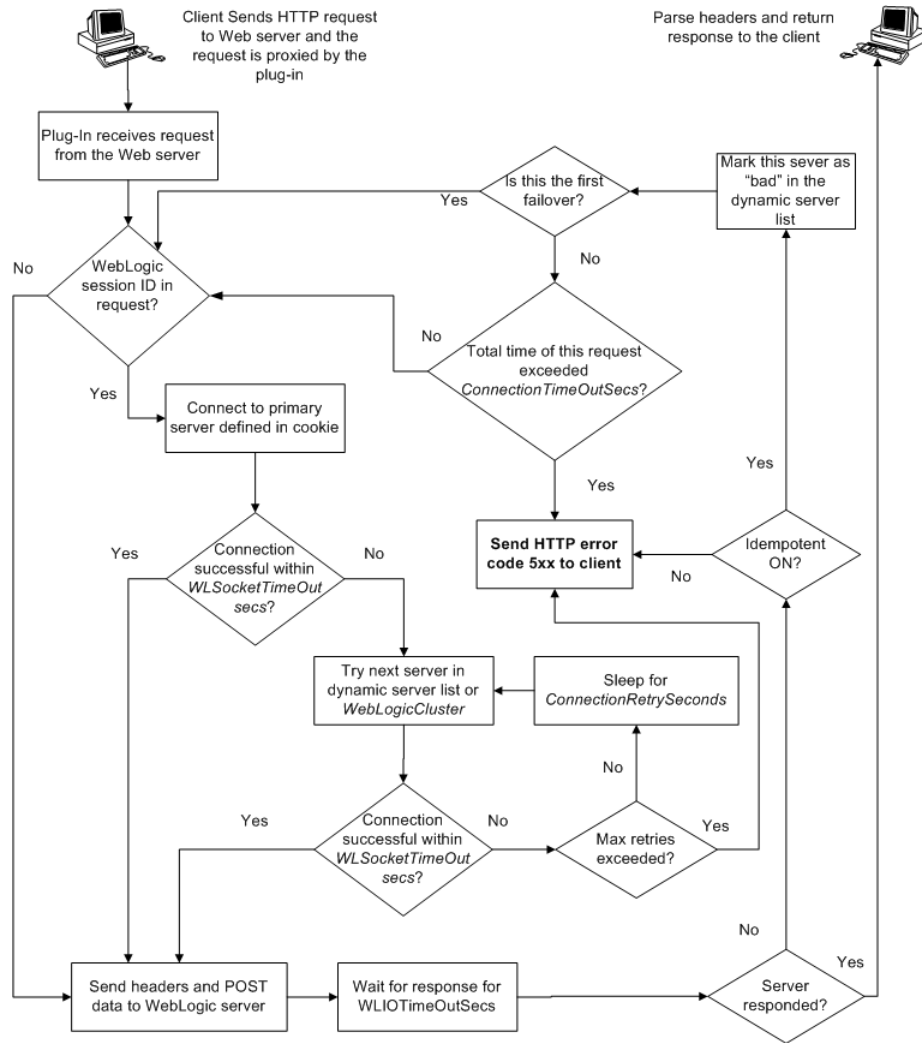 Client Sends HTTP request
to Web server and the
request is proxied by the
plug-in
Parse headers and return
response to the client
Plug-In receives request
from the Web server
Is this the first
failover?
Mark this sever as
“bad” in the
dynamic server
list
Yes
No
No
WebLogic
session ID in
request?
No
Total time of this request
exceeded
ConnectionTimeOutSecs?
Yes
Connect to primary
server defined in cookie
Yes
Yes
Yes
Connection
successful within
WLSocketTimeOut
secs?
No
Send HTTP error
code 5xx to client
No
Idempotent
ON?
Try next server in
dynamic server list or
WebLogicCluster
Sleep for
ConnectionRetrySeconds
No
Yes
Connection
successful within
WLSocketTimeOut
secs?
No
Max retries
exceeded?
Yes
No
Yes
Send headers and POST
data to WebLogic server
Wait for response for
WLIOTimeOutSecs
Server
responded?